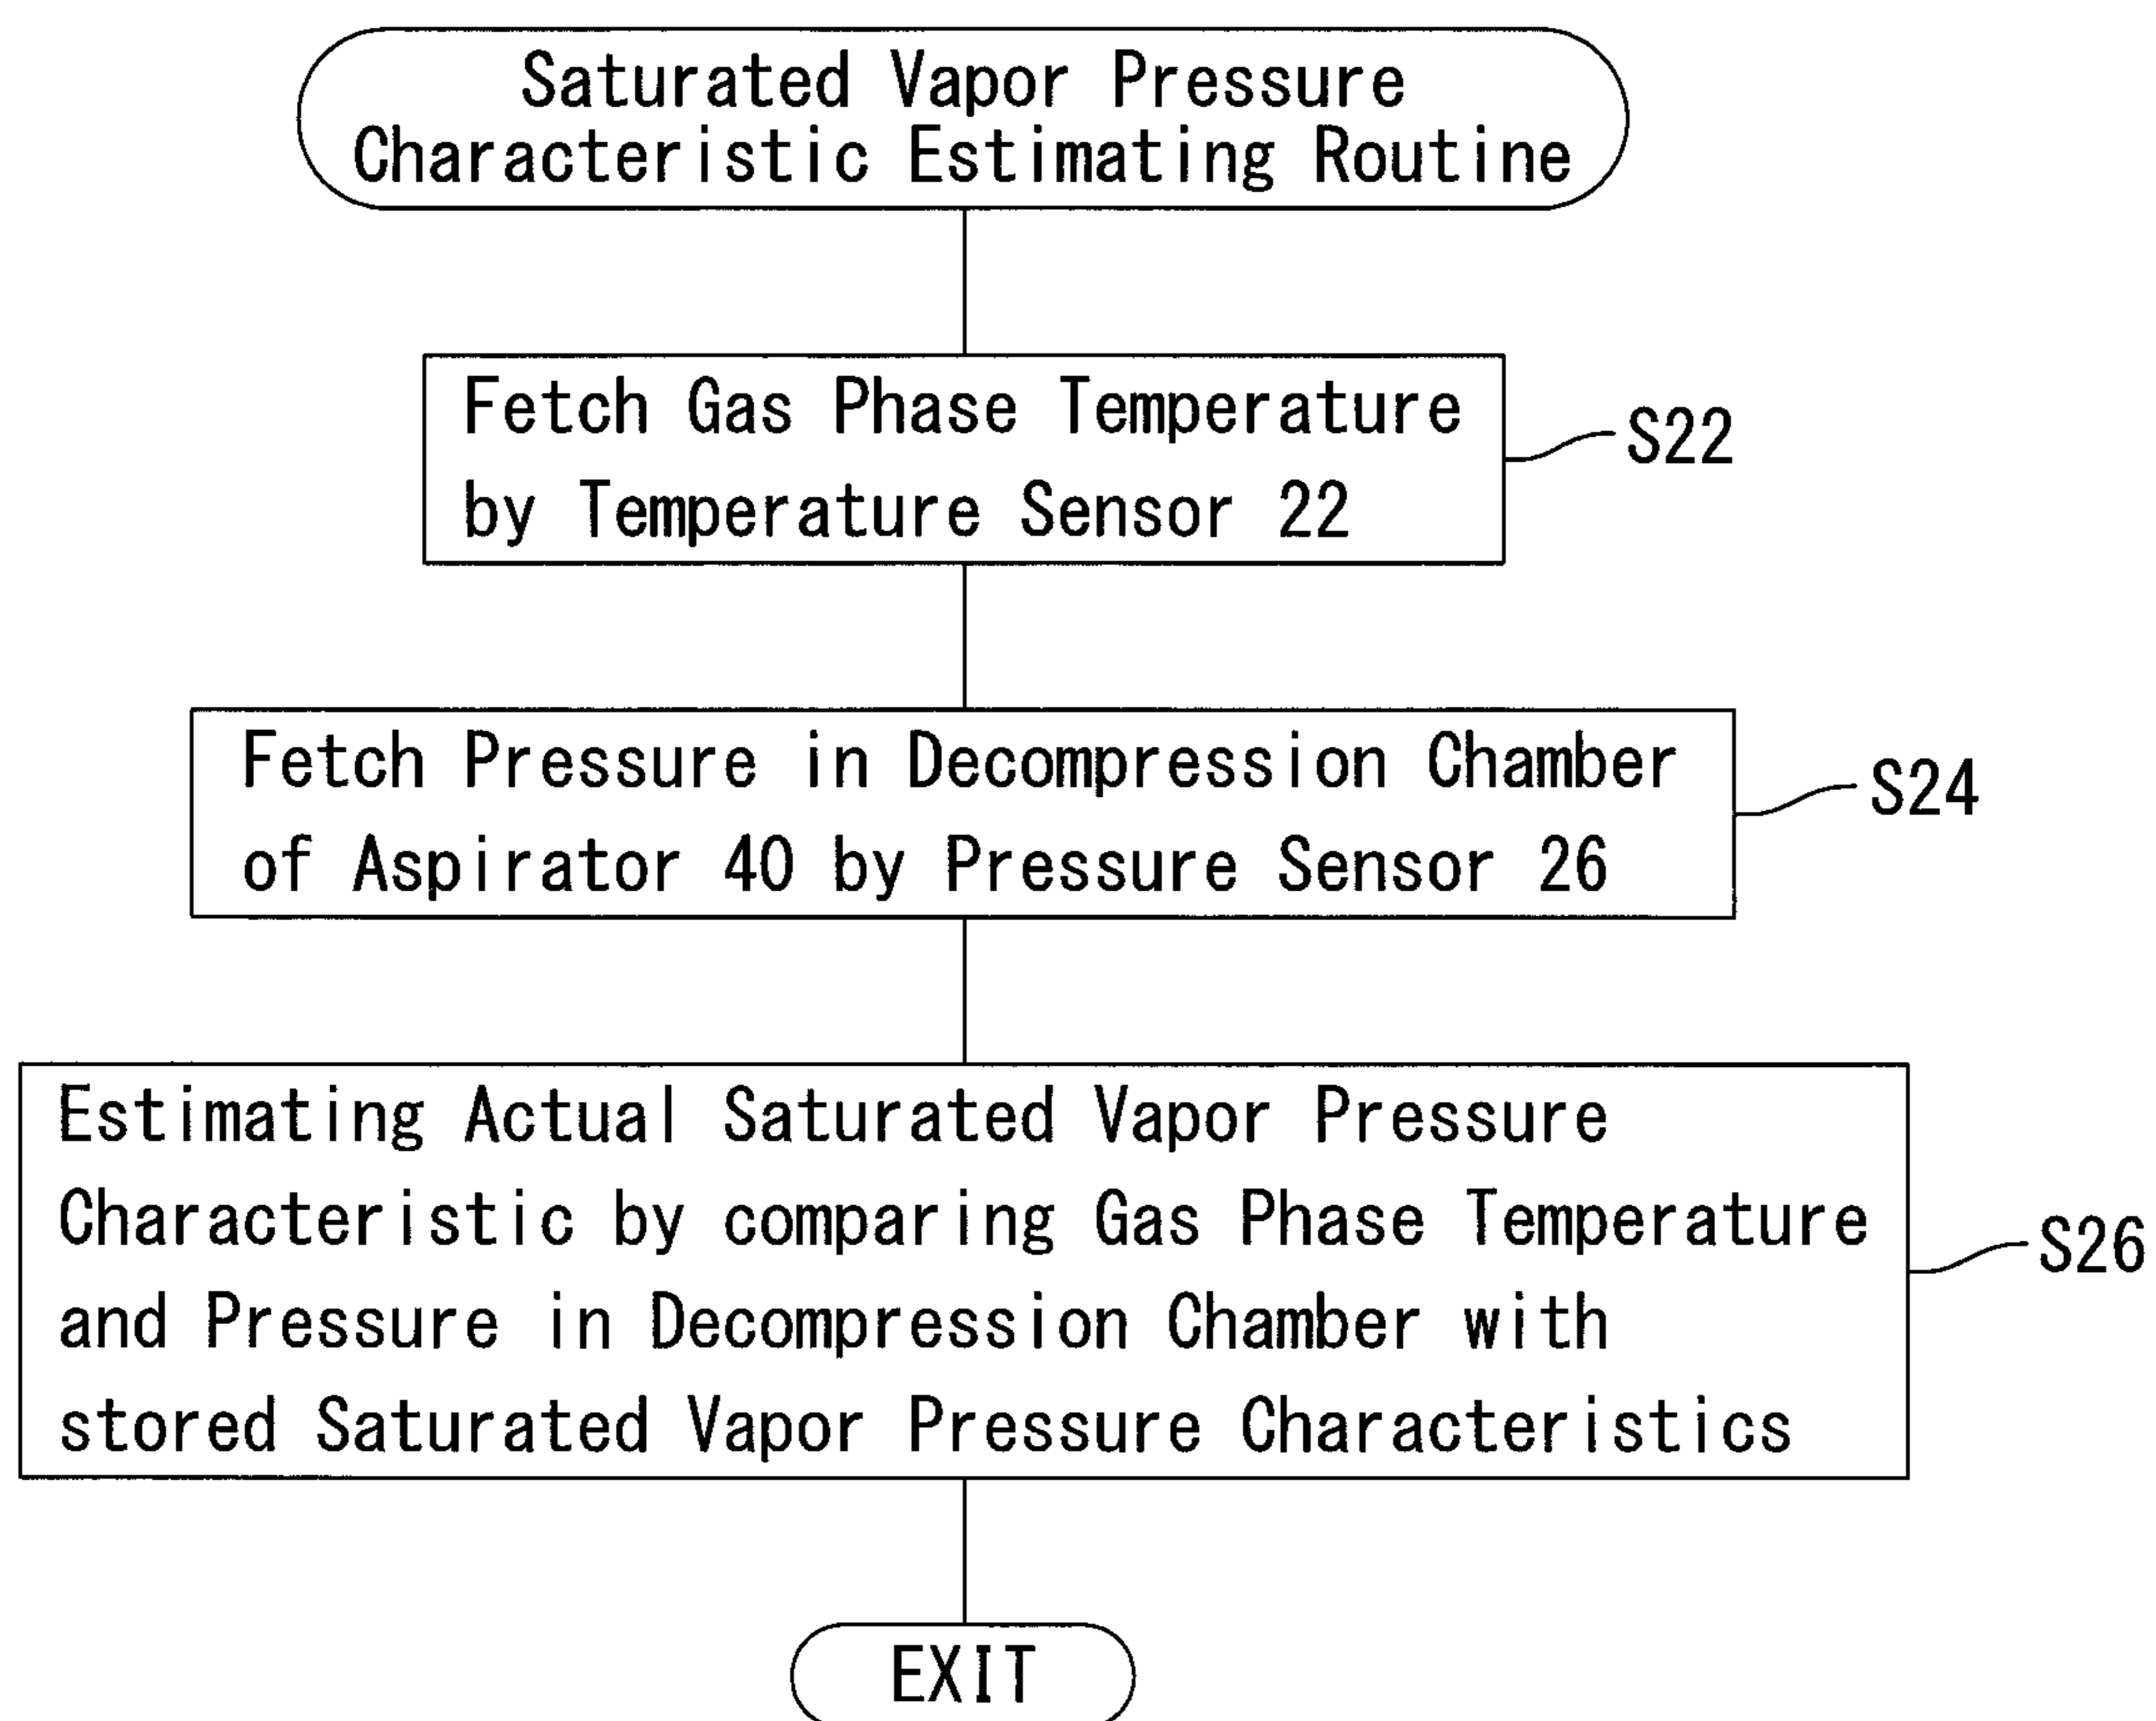 Saturated Vapor Pressure
Characteristic Estimating Routine
Fetch Gas Phase Temperature
by Temperature Sensor 22
S22
Fetch Pressure in Decompression Chamber
of Aspirator 40 by Pressure Sensor 26
S24
Estimating Actual Saturated Vapor Pressure
Characteristic by comparing Gas Phase Temperature
and Pressure in Decompression Chamber with
stored Saturated Vapor Pressure Characteristics
S26
EXIT